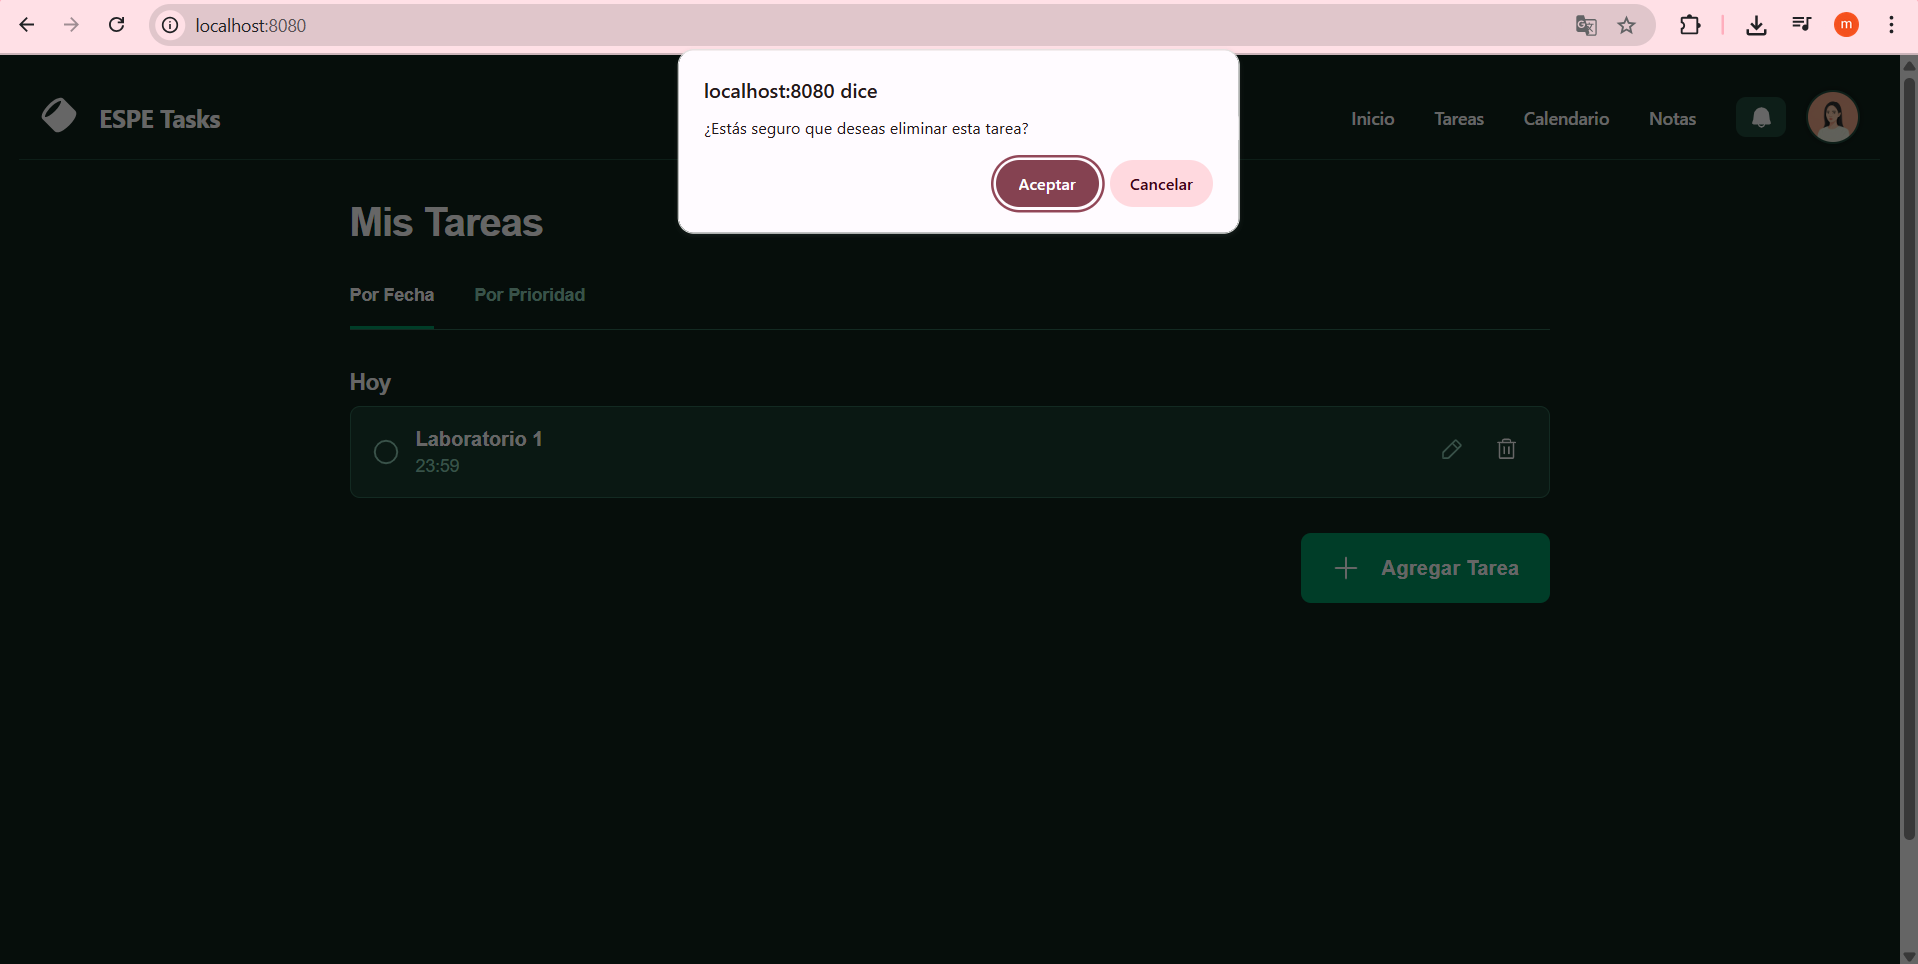 localhost:8080
m
localhost:8080 dice
¿Estás seguro que deseas eliminar esta tarea?
Aceptar
Cancelar
ESPE Tasks
Inicio
Tareas
Calendario
Notas
Mis Tareas
Por Fecha
Por Prioridad
Hoy
Laboratorio 1
23:59
Agregar Tarea